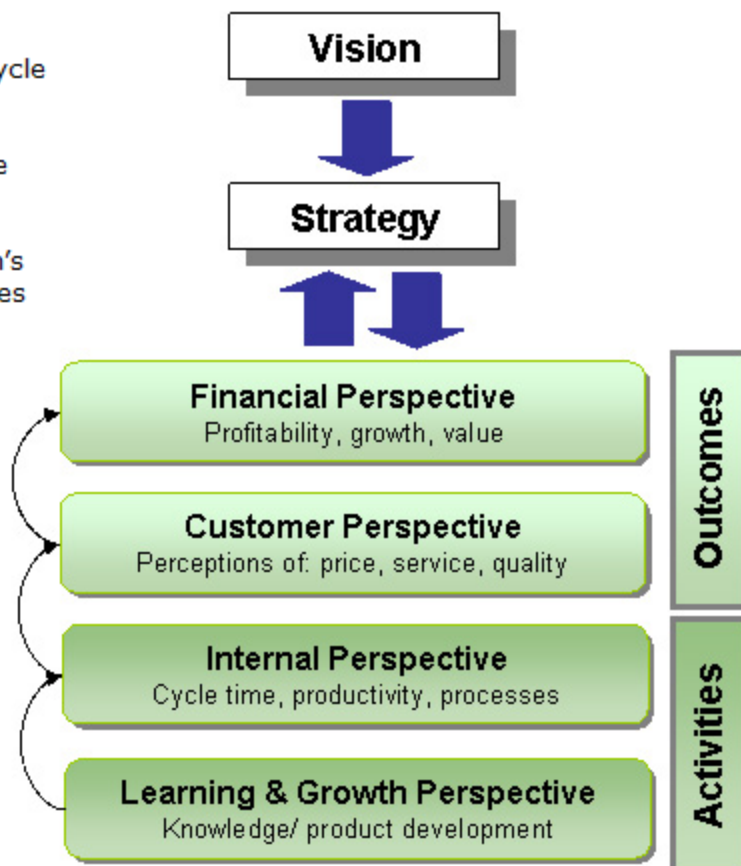 ycle
e
's
es
Vision
Strategy
Financial Perspective
Profitability, growth, value
Customer Perspective
Perceptions of: price, service, quality
Internal Perspective
Cycle time, productivity, processes
Learning & Growth Perspective
Knowledge/ product development
Outcomes
Activities